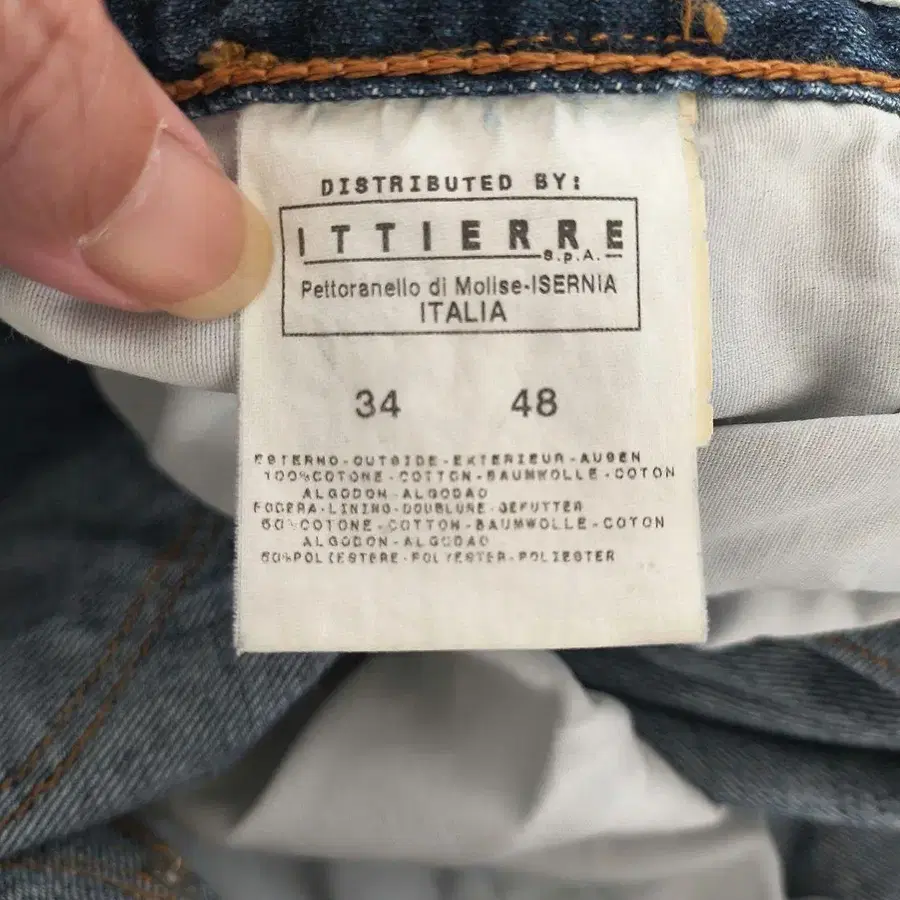 DISTRIBUTED BY:
ITTIERRE
S.p.A.
Pettoranello di Molise-ISERNIA
ITALIA
34 48
ESTERNO-OUTSIDE-EXTERIEUR-AUSEN
100%COTONE-COTTON-BAUMWOLLE-COTON
ALGODON-ALGODAO
FODERA-LINING-DOUBLURE-GEFUTTER
50%COTONE-COTTON-BAUMWOLLE-COTON
ALGODON-ALGODAO
50%POLIESTERE-POLYESTER-POLIESTER